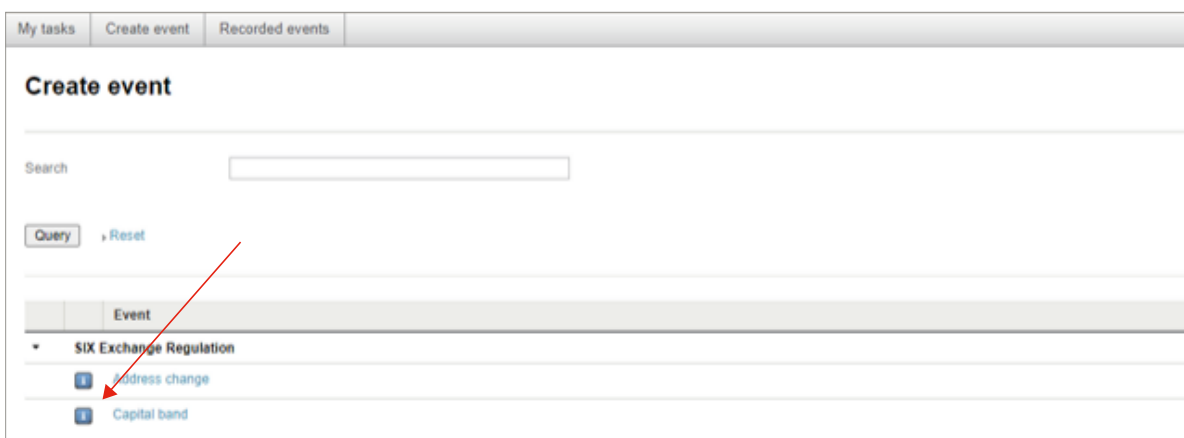 My tasks Create event Recorded events
Create event
Search
Query Reset
Event
SIX Exchange Regulation
i Address change
i Capital band